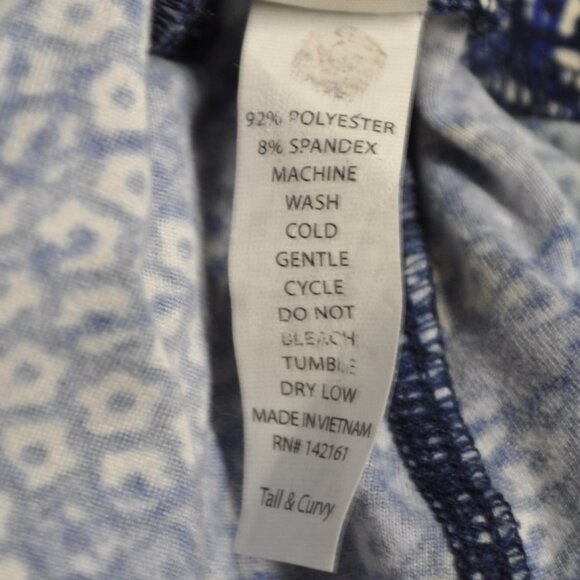 92% POLYESTER
8% SPANDEX
MACHINE
WASH
COLD
GENTLE
CYCLE
DO NOT
BLEACH
TUMBLE
DRY LOW
MADE IN VIETNAM
RN# 142161
Tall & Curvy